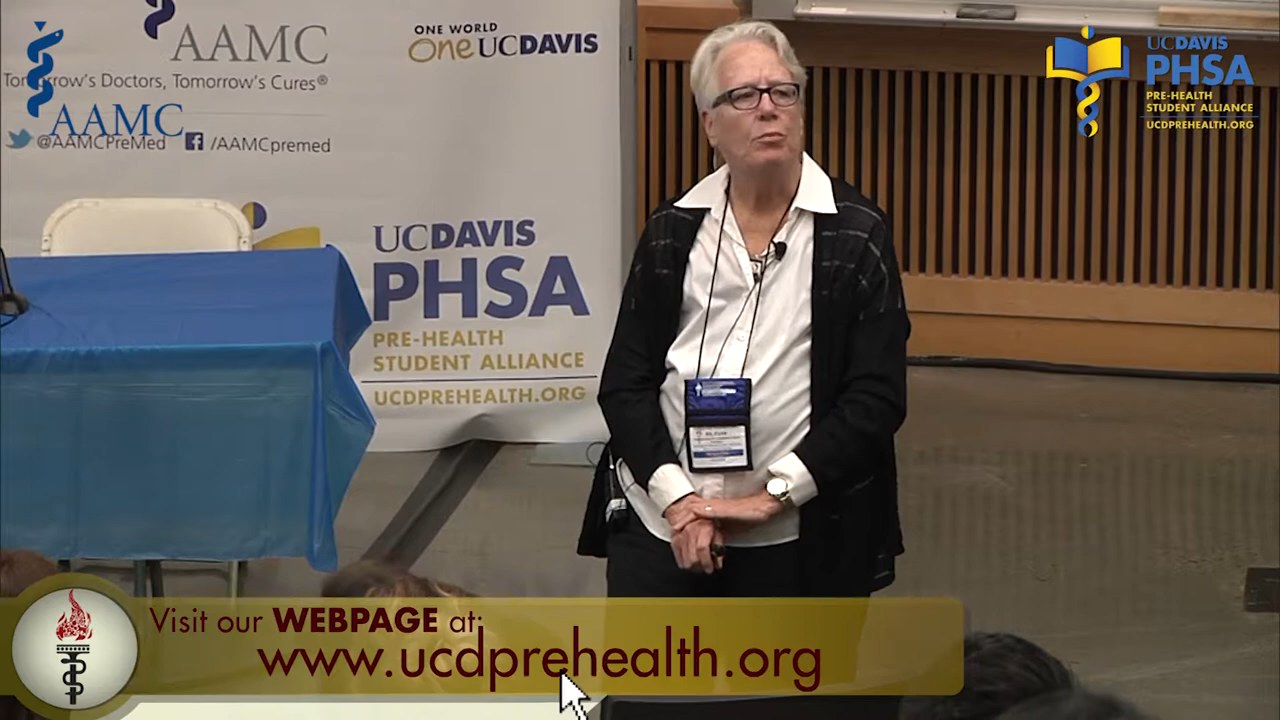 AAMC
Tomorrow's Doctors, Tomorrow's Cures®
AAMC
@AAMCPreMed
/AAMCpremed
ONE WORLD
One UCDAVIS
UCDAVIS
PHSA
PRE-HEALTH
STUDENT ALLIANCE
UCDPREHEALTH.ORG
UCDAVIS
PHSA
PRE-HEALTH
STUDENT ALLIANCE
UCDPREHEALTH.ORG
Visit our WEBPAGE at:
www.ucdprehealth.org